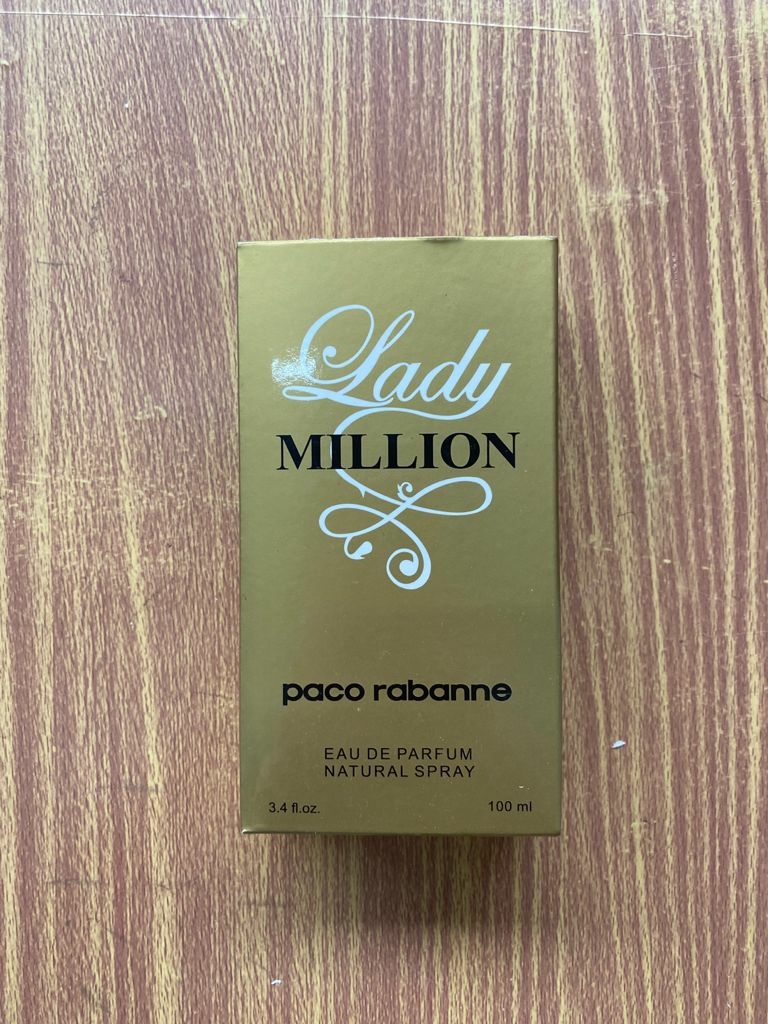 Lady
MILLION
paco rabanne
EAU DE PARFUM
NATURAL SPRAY
3.4 fl.oz. 100 ml